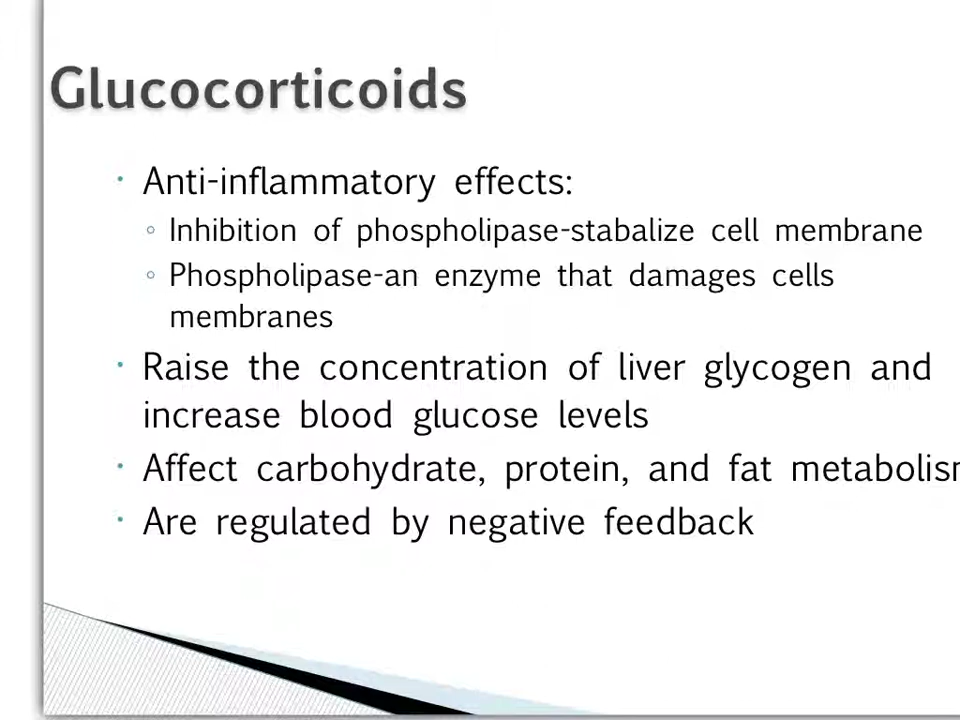 Glucocorticoids
· Anti-inflammatory effects:
◦ Inhibition of phospholipase-stabalize cell membrane
◦ Phospholipase-an enzyme that damages cells
membranes
· Raise the concentration of liver glycogen and
increase blood glucose levels
· Affect carbohydrate, protein, and fat
· Are regulated by negative feedback